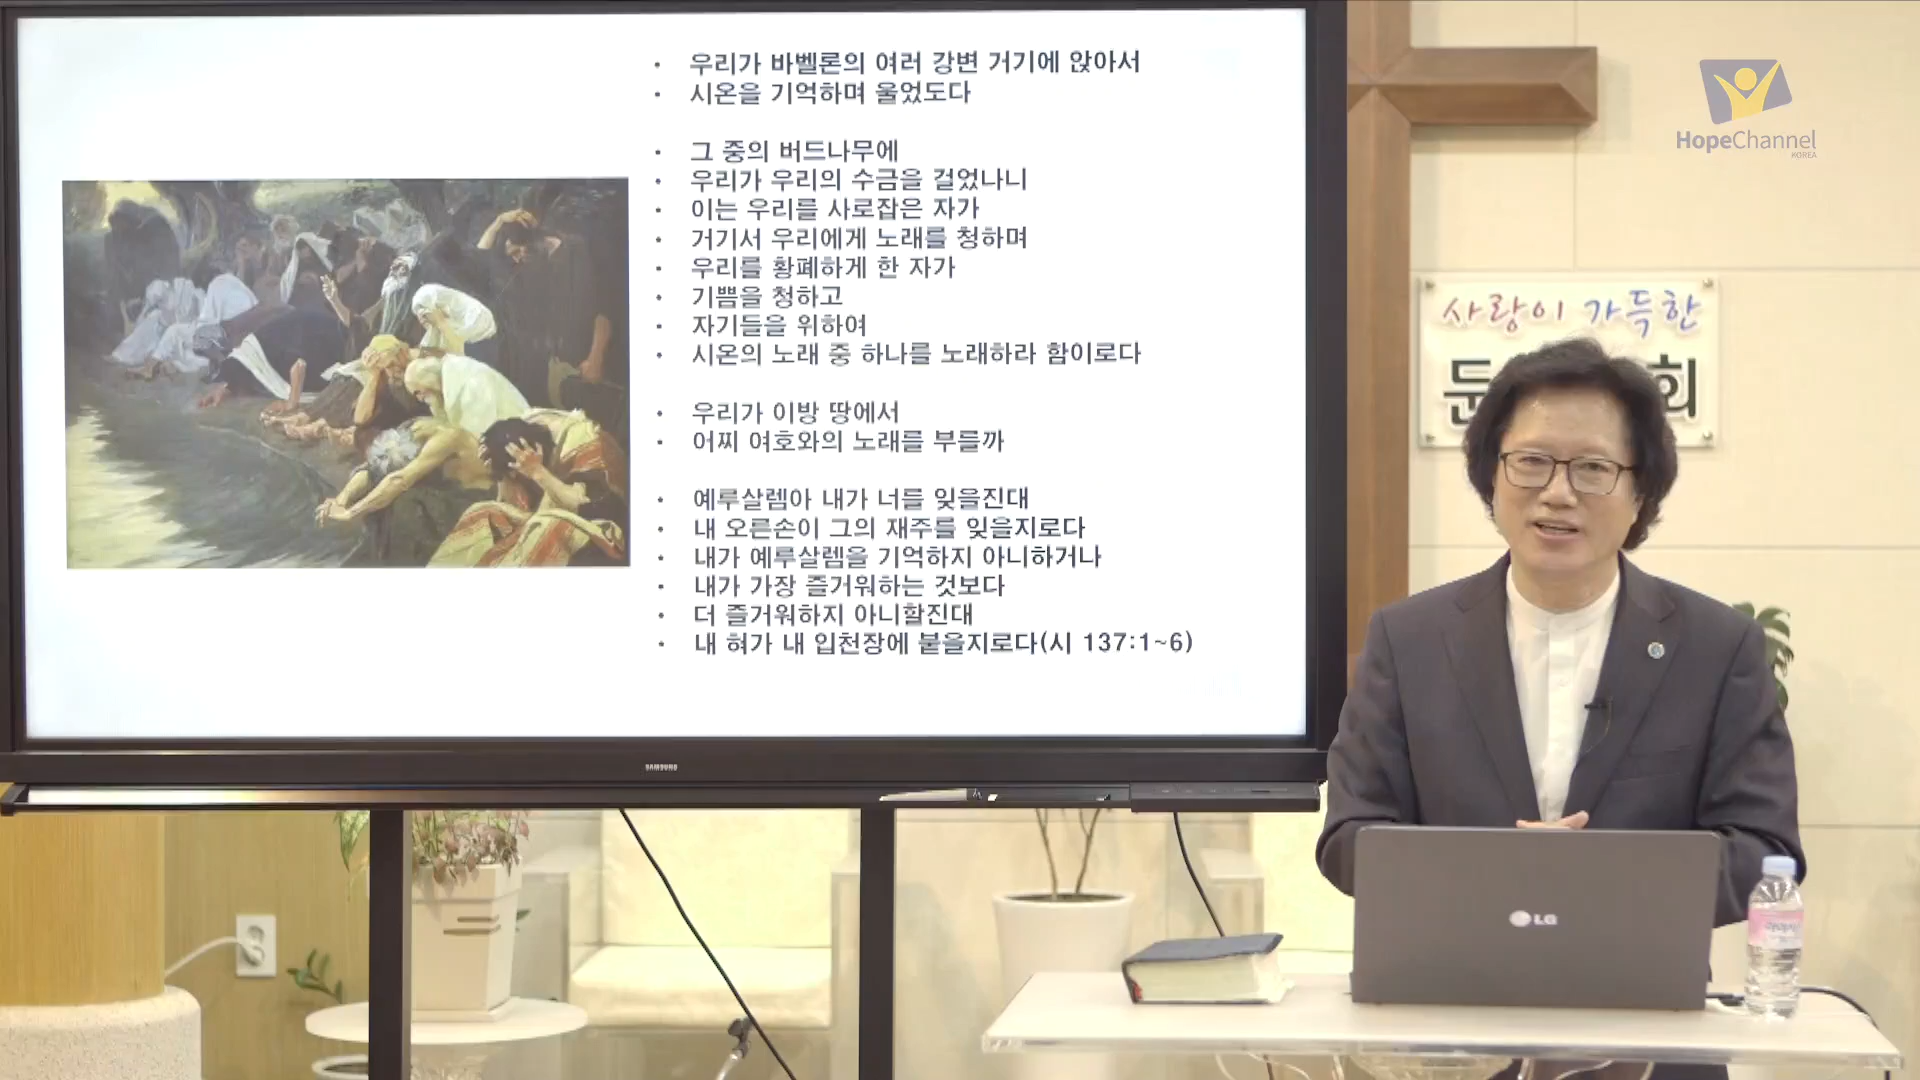 우리가 바벨론의 여러 강변 거기에 앉아서
시온을 기억하며 울었도다
그 중의 버드나무에
우리가 우리의 수금을 걸었나니
이는 우리를 사로잡은 자가
거기서 우리에게 노래를 청하며
우리를 황폐하게 한 자가
기쁨을 청하고
자기들을 위하여
시온의 노래 중 하나를 노래하라 함이로다
우리가 이방 땅에서
어찌 여호와의 노래를 부를까
예루살렘아 내가 너를 잊을진대
내 오른손이 그의 재주를 잊을지로다
내가 예루살렘을 기억하지 아니하거나
내가 가장 즐거워하는 것보다
더 즐거워하지 아니할진대
내 혀가 내 입천장에 붙을지로다(시 137:1~6)
SAMSUNG
HopeChannel
KOREA
사랑이 가득한
LG